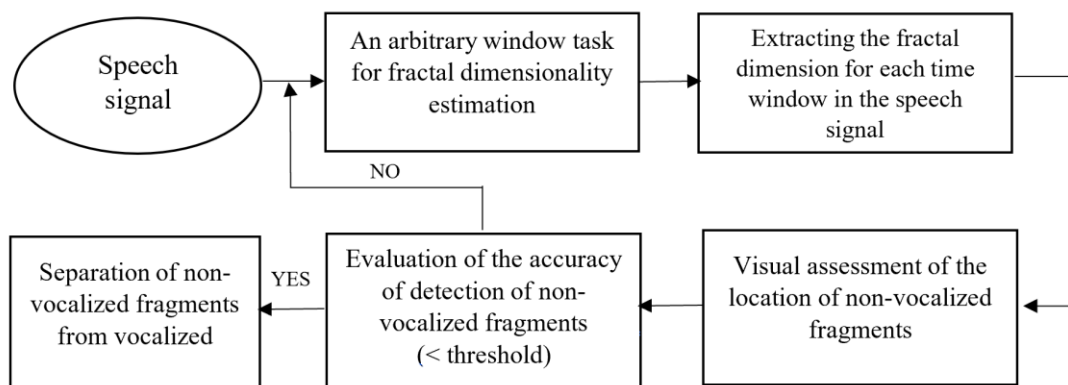 Speech
signal
An arbitrary window task
for fractal dimensionality
estimation
Extracting the fractal
dimension for each time
window in the speech
signal
NO
Separation of non-
vocalized fragments
from vocalized
YES
Evaluation of the accuracy
of detection of non-
vocalized fragments
(< threshold)
Visual assessment of the
location of non-vocalized
fragments